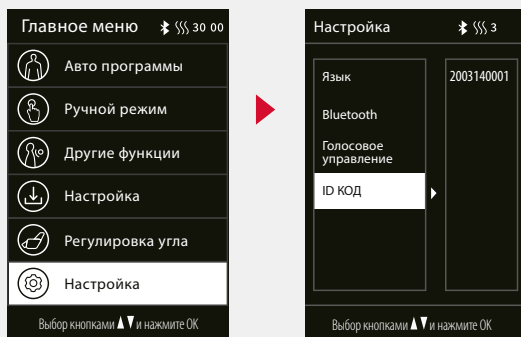 Главное меню 30 00
Авто программы
Ручной режим
Другие функции
Настройка
Регулировка угла
Настройка
Выбор кнопками ▲▼ и нажмите OK
Настройка 3
Язык
Bluetooth
Голосовое
управление
ID КОД
2003140001
Выбор кнопками ▲▼ и нажмите OK